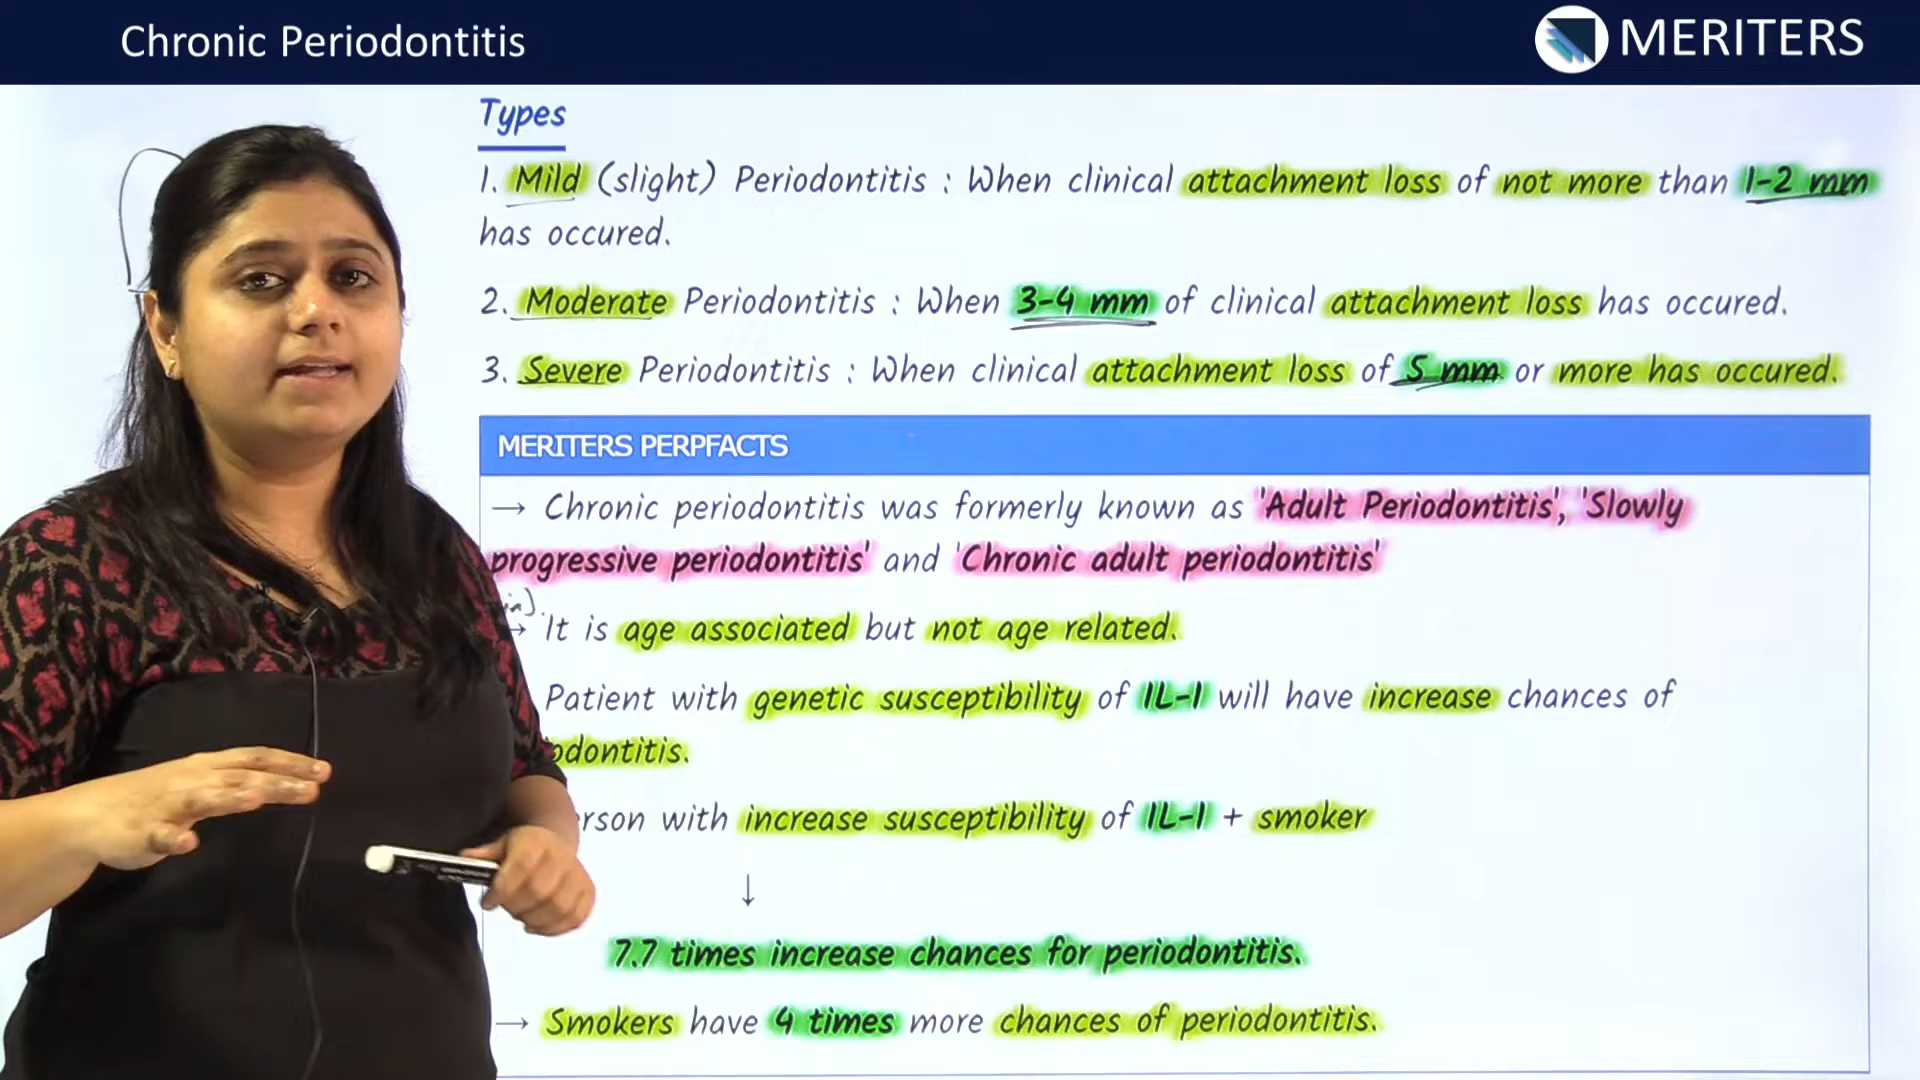 Chronic Periodontitis
MERITERS
Types
1. Mild (slight) Periodontitis : When clinical attachment loss of not more than 1-2 mm
has occured.
2. Moderate Periodontitis : When 3-4 mm of clinical attachment loss has occured.
3. Severe Periodontitis : When clinical attachment loss of 5 mm or more has occured.
MERITERS PERPFACTS
→ Chronic periodontitis was formerly known as 'Adult Periodontitis', 'Slowly
progressive periodontitis' and 'Chronic adult periodontitis'
→ It is age associated but not age related.
Patient with genetic susceptibility of IL-1 will have increase chances of
odontitis.
erson with increase susceptibility of IL-1 + smoker
↓
7.7 times increase chances for periodontitis.
→ Smokers have 4 times more chances of periodontitis.